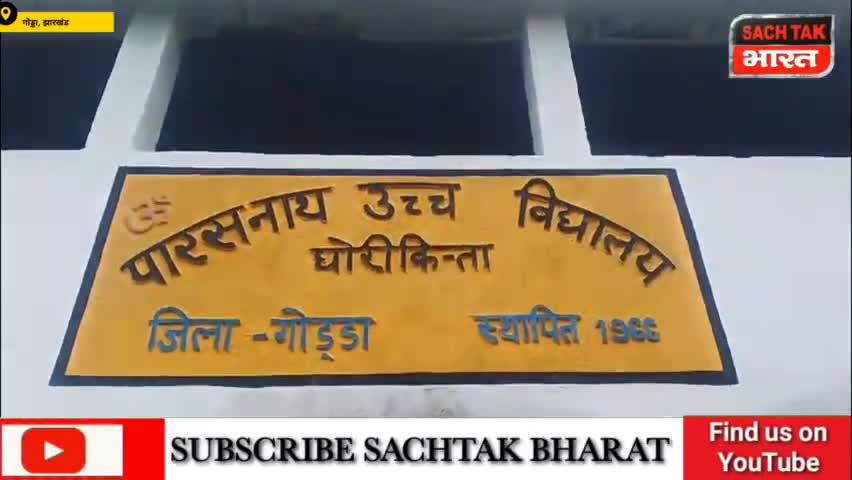 गोड्डा, झारखंड
SACH TAK
भारत
ॐ
पारसनाथ उच्च विद्यालय
घोरीकिन्ता
जिला - गोड्डा स्थापित 1966
SUBSCRIBE SACHTAK BHARAT
Find us on
YouTube